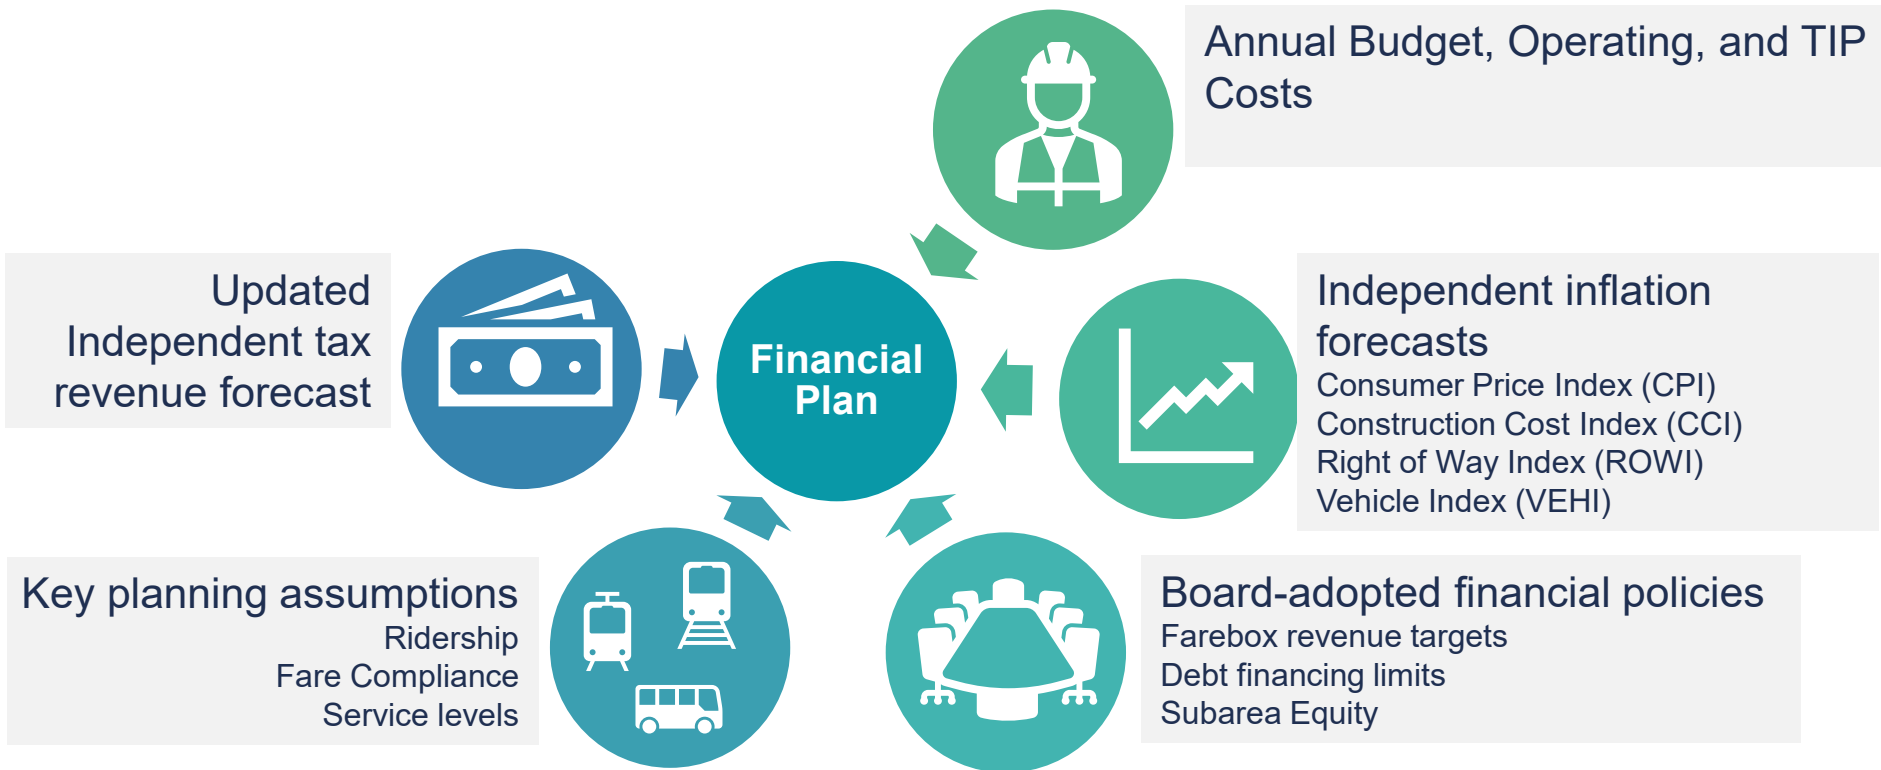 Annual Budget, Operating, and TIP
Costs
Updated
Independent tax
revenue forecast
Financial
Plan
Independent inflation
forecasts
Consumer Price Index (CPI)
Construction Cost Index (CCI)
Right of Way Index (ROWI)
Vehicle Index (VEHI)
Key planning assumptions
Ridership
Fare Compliance
Service levels
Board-adopted financial policies
Farebox revenue targets
Debt financing limits
Subarea Equity